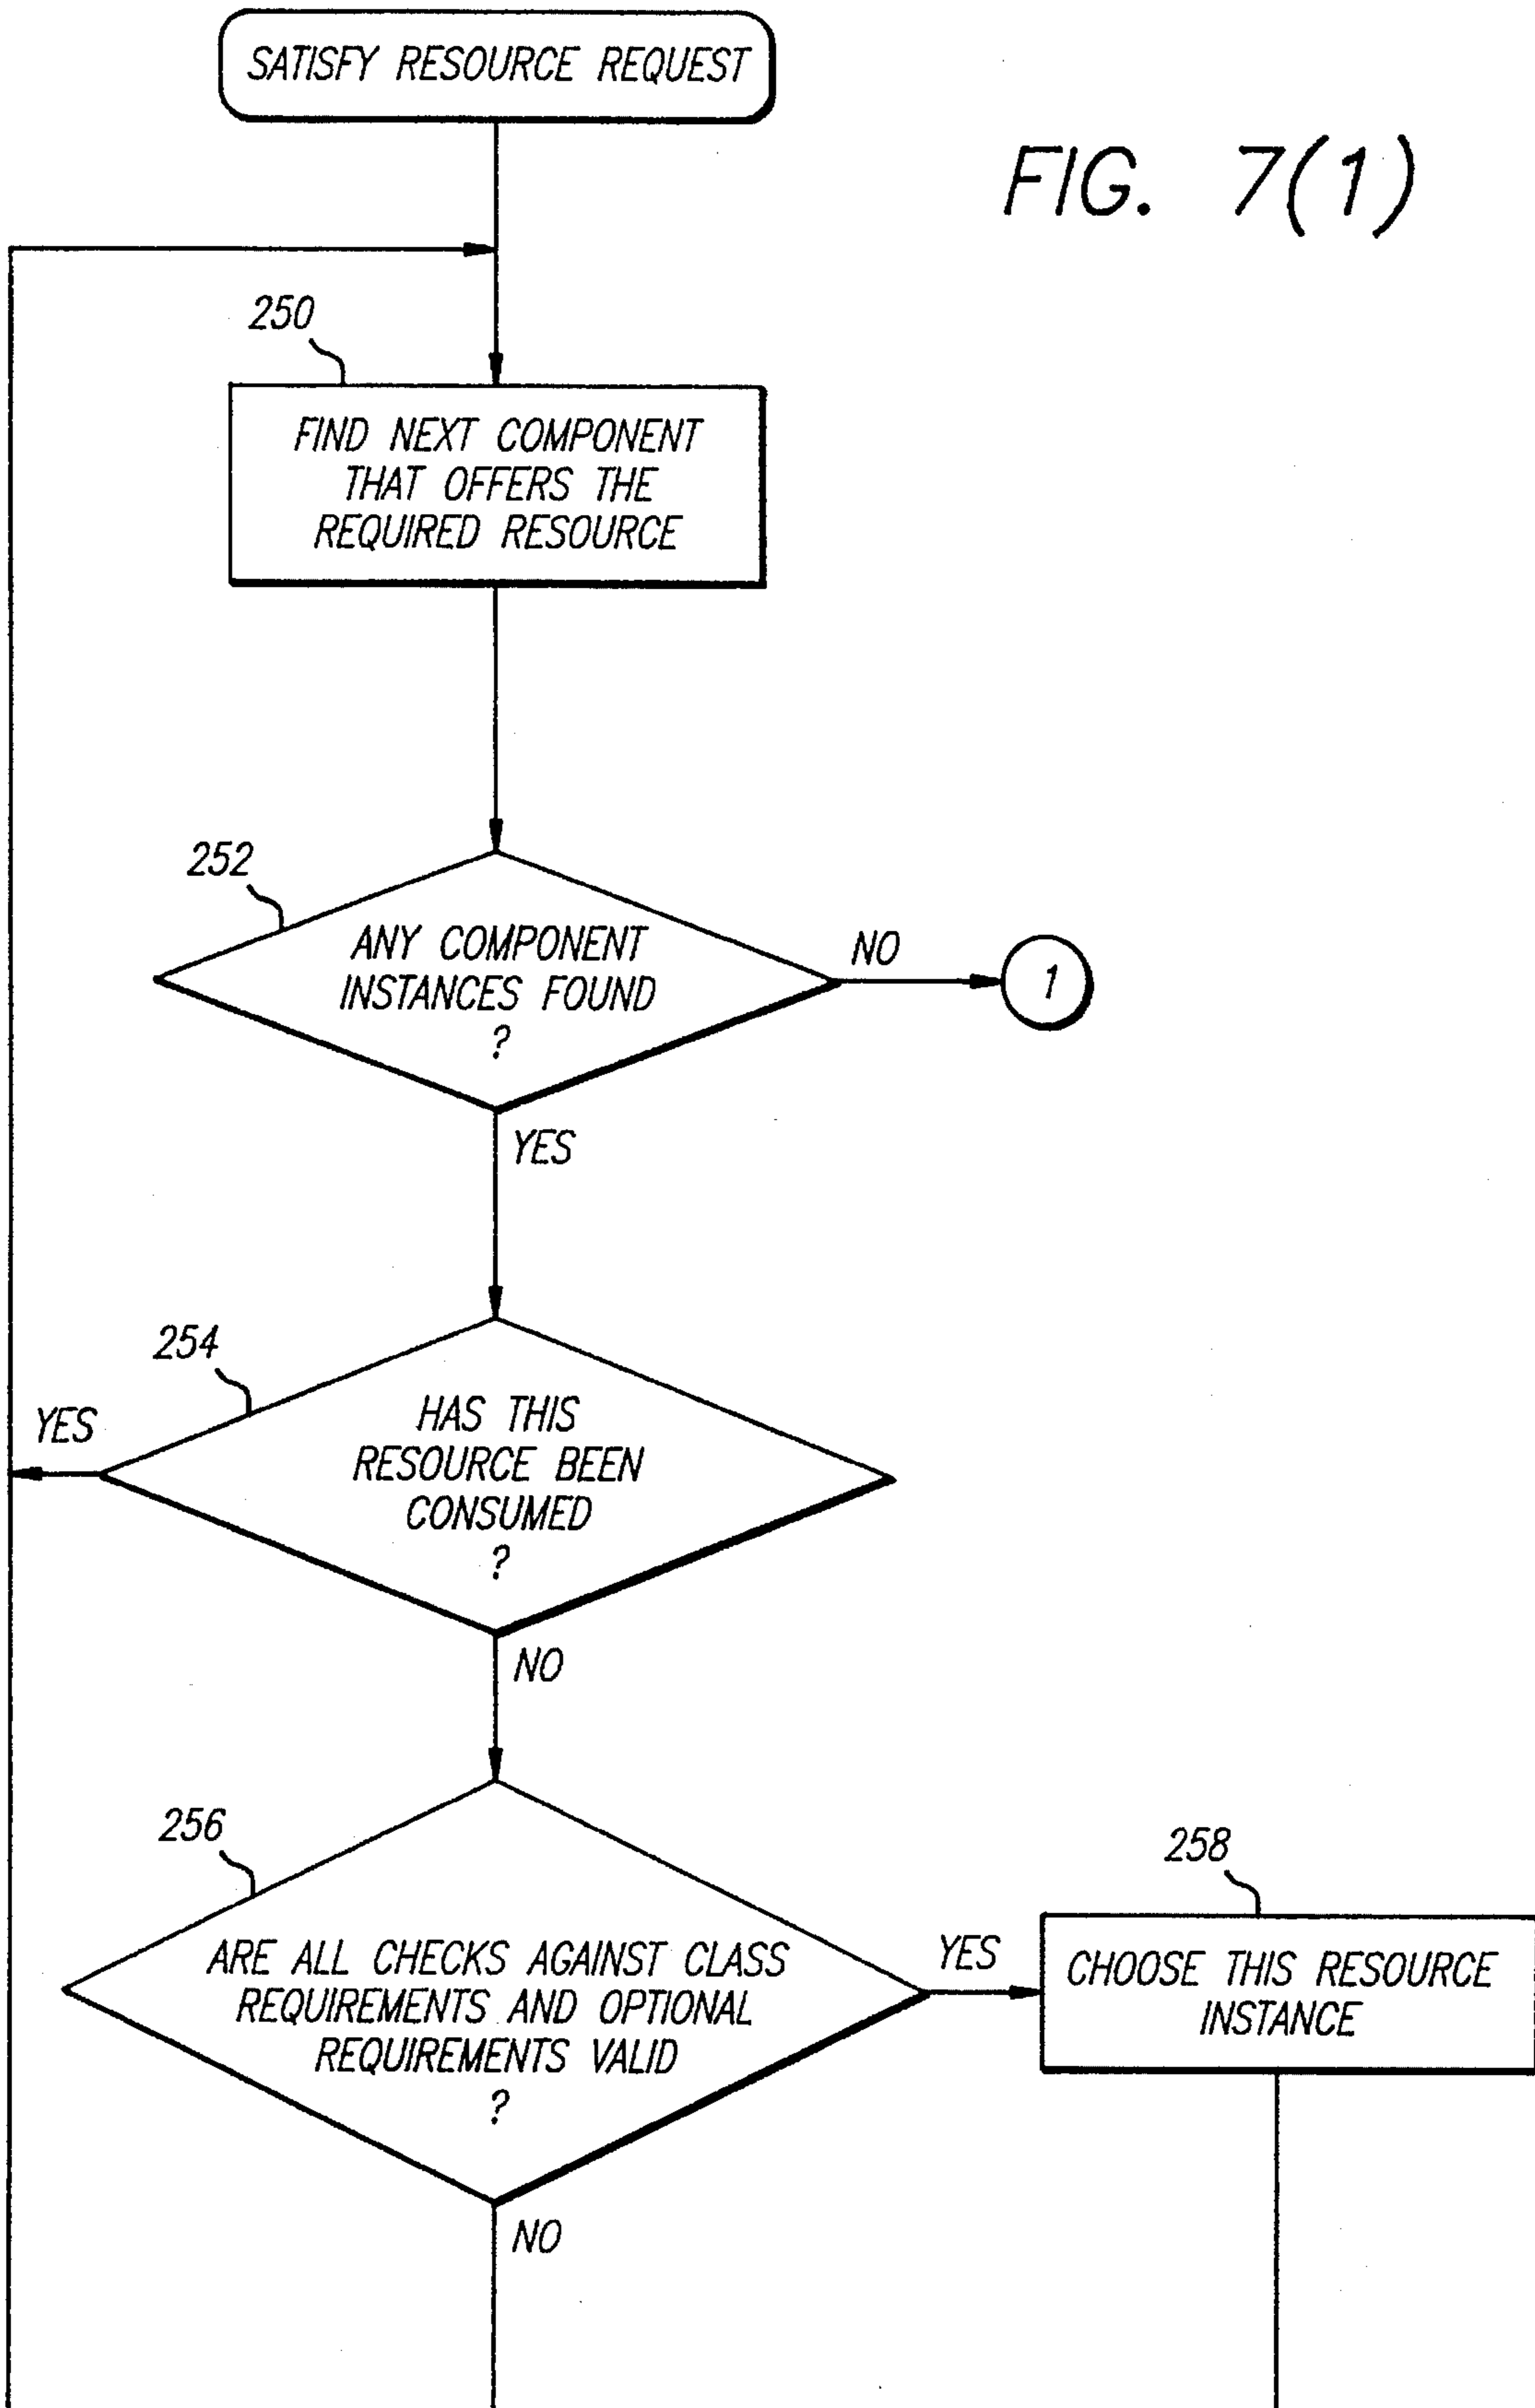 SATISFY RESOURCE REQUEST
FIG. 7(1)
250
FIND NEXT COMPONENT
THAT OFFERS THE
REQUIRED RESOURCE
252
ANY COMPONENT
INSTANCES FOUND
?
NO
1
YES
254
HAS THIS
RESOURCE BEEN
CONSUMED
?
YES
NO
256
ARE ALL CHECKS AGAINST CLASS
REQUIREMENTS AND OPTIONAL
REQUIREMENTS VALID
?
YES
258
CHOOSE THIS RESOURCE
INSTANCE
NO